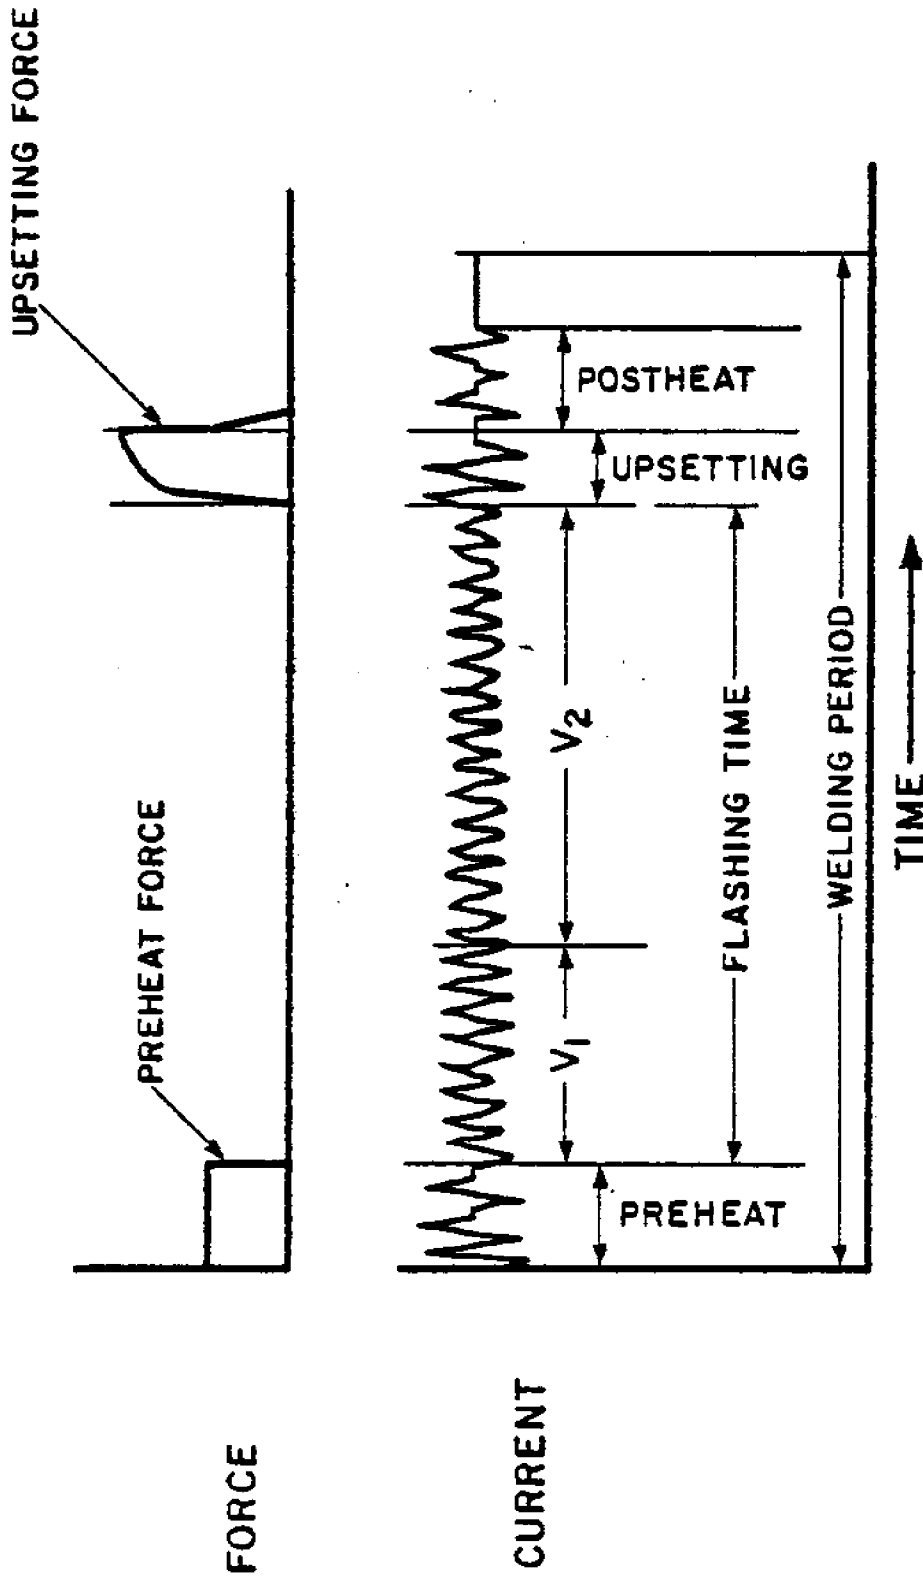 UPSETTING FORCE
PREHEAT FORCE
FORCE
CURRENT
POSTHEAT
UPSETTING
V2
V1
PREHEAT
FLASHING TIME
WELDING PERIOD
TIME